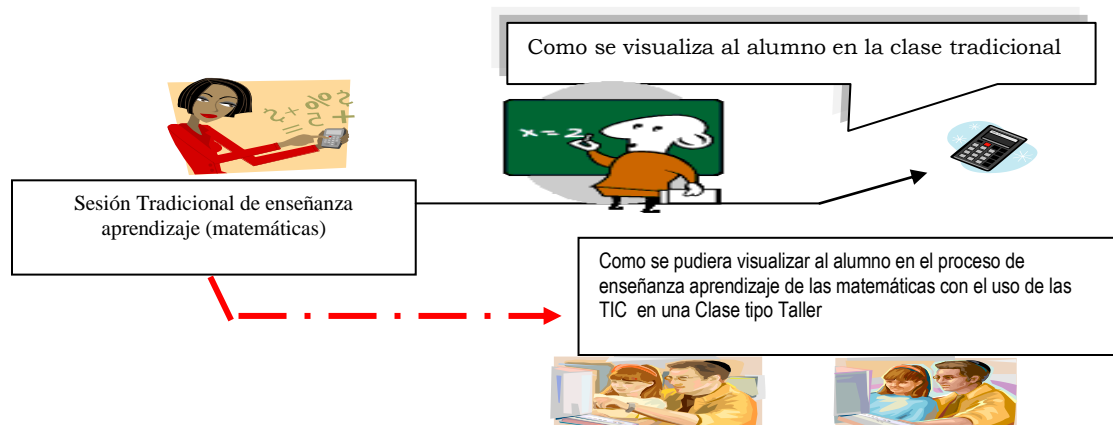 Como se visualiza al alumno en la clase tradicional
x = 2
Sesión Tradicional de enseñanza
aprendizaje (matemáticas)
Como se pudiera visualizar al alumno en el proceso de
enseñanza aprendizaje de las matemáticas con el uso de las
TIC en una Clase tipo Taller